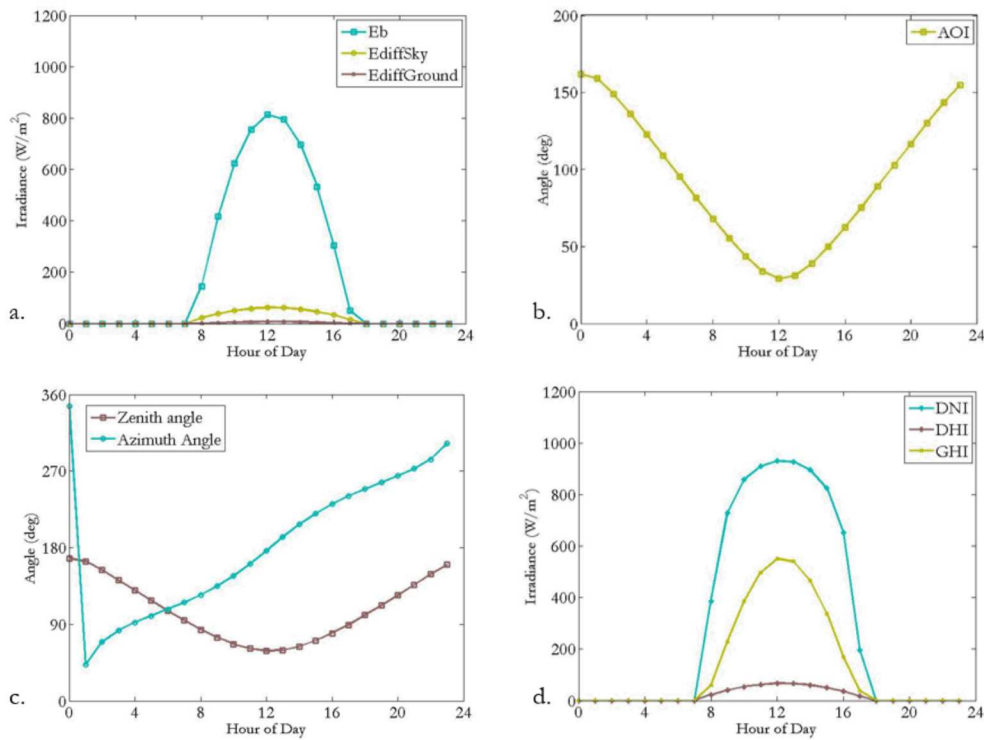 1200
1000
800
600
400
200
0
Irradiance (W/m²)
Eb
EdiffSky
EdiffGround
0 4 8 12 16 20 24
Hour of Day
a.
200
150
100
50
0
Angle (deg)
AOI
0 4 8 12 16 20 24
Hour of Day
b.
360
270
180
90
0
Angle (deg)
Zenith angle
Azimuth Angle
0 4 8 12 16 20 24
Hour of Day
c.
1200
1000
800
600
400
200
0
Irradiance (W/m²)
DNI
DHI
GHI
0 4 8 12 16 20 24
Hour of Day
d.